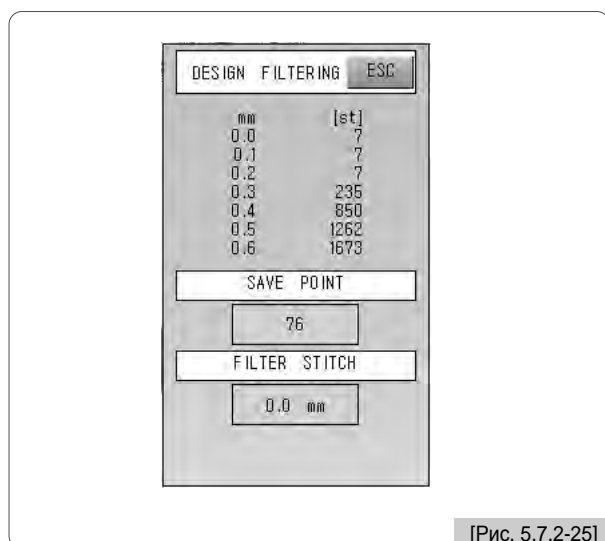 DESIGN FILTERING ESC
mm [st]
0.0 7
0.1 7
0.2 7
0.3 235
0.4 850
0.5 1262
0.6 1673
SAVE POINT
76
FILTER STITCH
0.0 mm
[Рис. 5.7.2-25]